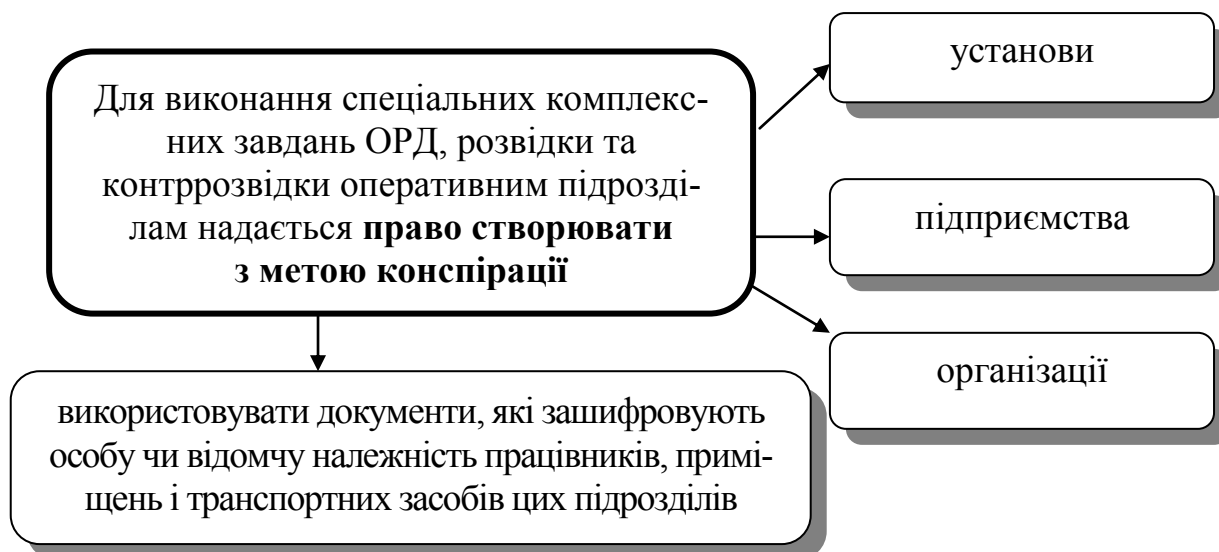 Для виконання спеціальних комплекс-
них завдань ОРД, розвідки та
контррозвідки оперативним підрозді-
лам надається право створювати
з метою конспірації
установи
підприємства
організації
використовувати документи, які зашифровують
особу чи відомчу належність працівників, примі-
щень і транспортних засобів цих підрозділів